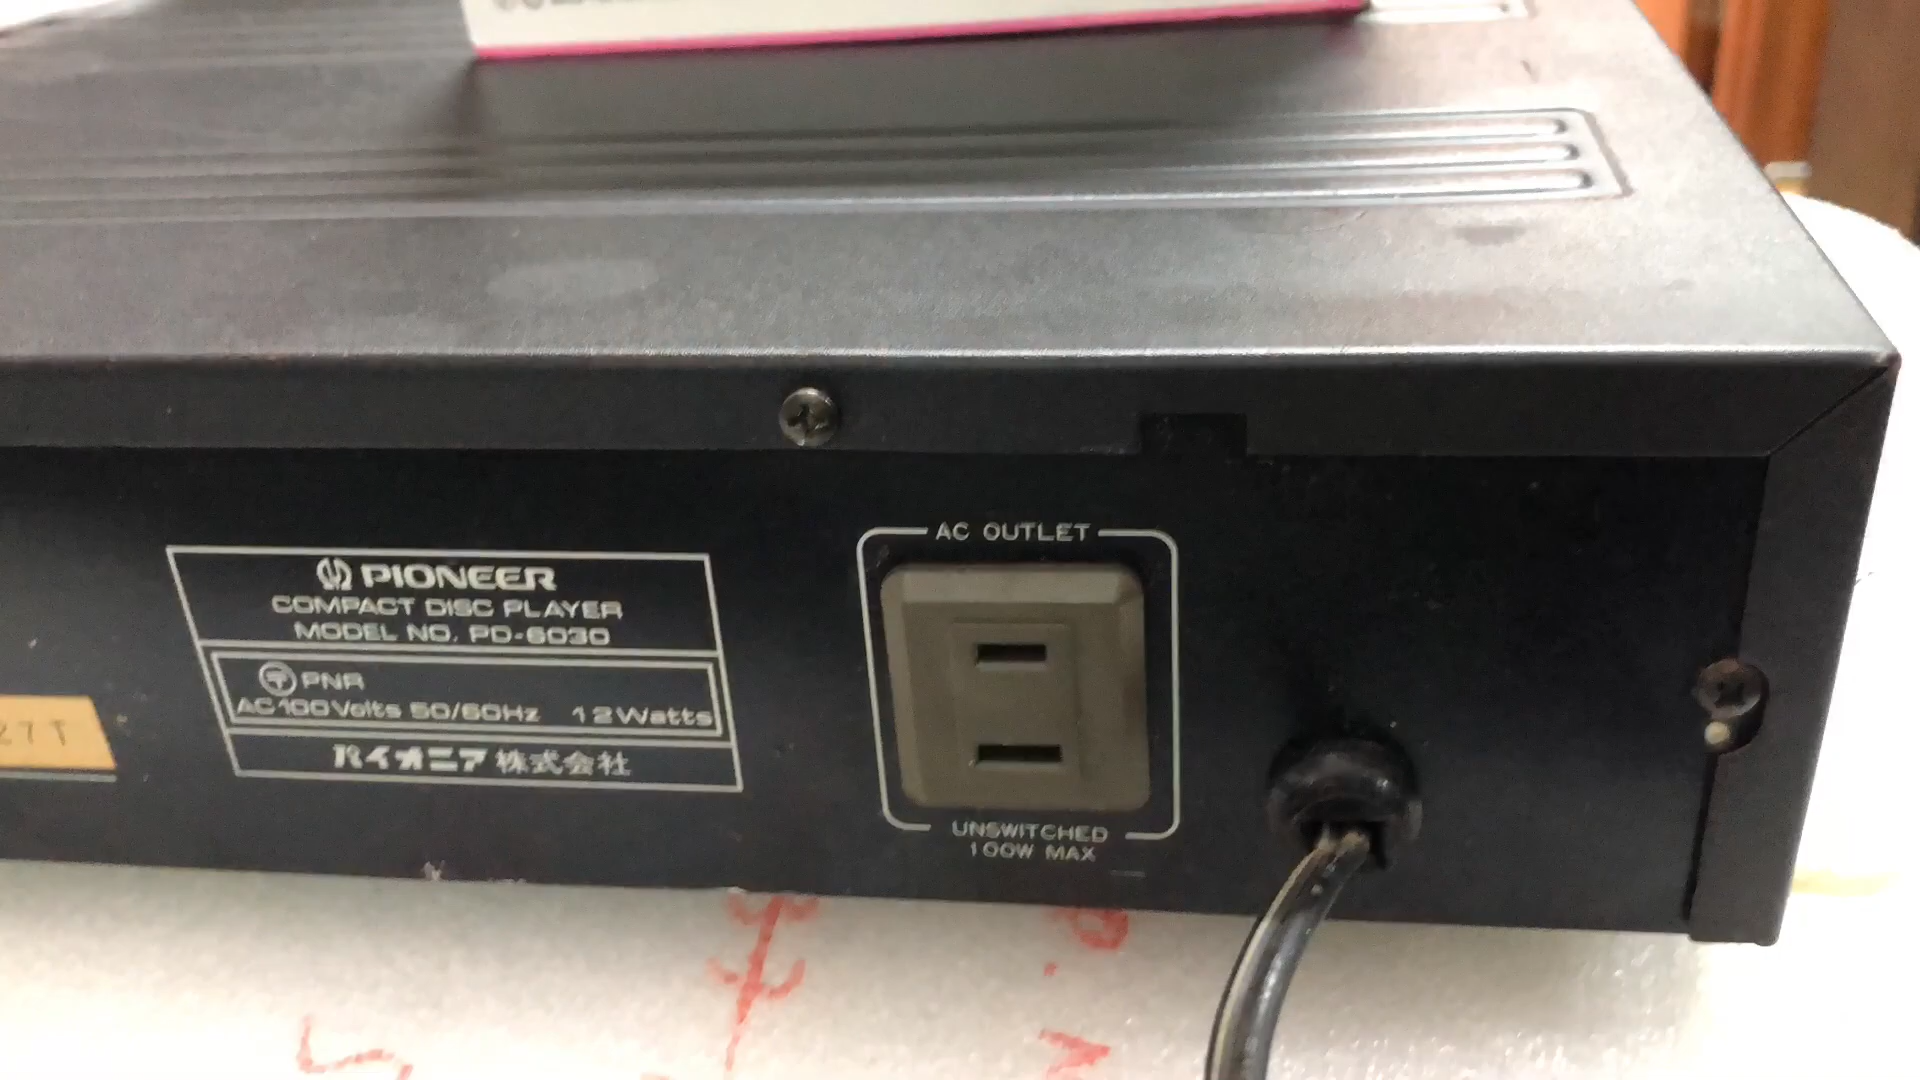 PIONEER
COMPACT DISC PLAYER
MODEL NO. PD-6030
〒 PNR
AC 100 Volts 50/60Hz 12 Watts
パイオニア株式会社
27T
AC OUTLET
UNSWITCHED
100W MAX